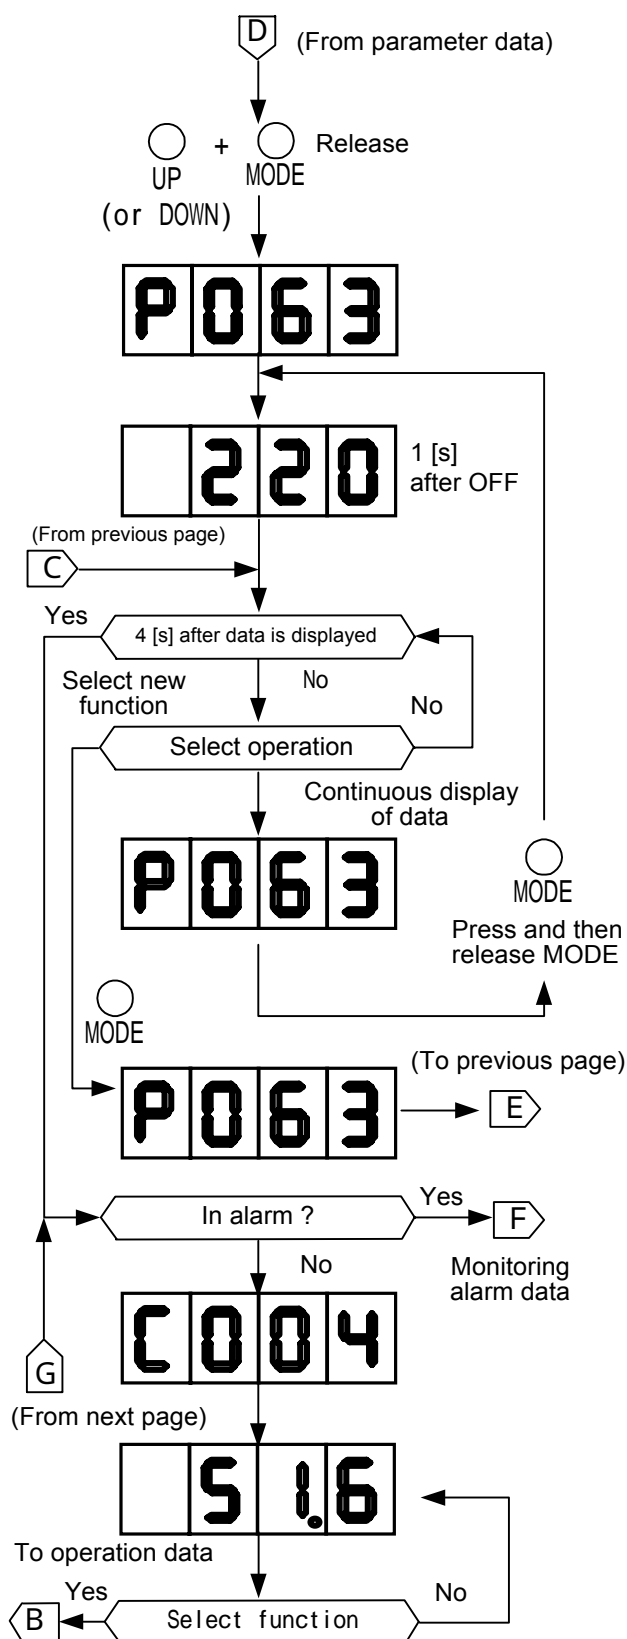 D
(From parameter data)
+
Release
UP
MODE
(or DOWN)
P063
220
1 [s]
after OFF
(From previous page)
C
Yes
4 [s] after data is displayed
Select new
function
No
No
Select operation
Continuous display
of data
P063
MODE
Press and then
release MODE
MODE
(To previous page)
P063
E
In alarm ?
Yes
F
No
Monitoring
alarm data
C004
G
(From next page)
51.6
To operation data
Yes
No
B
Select function